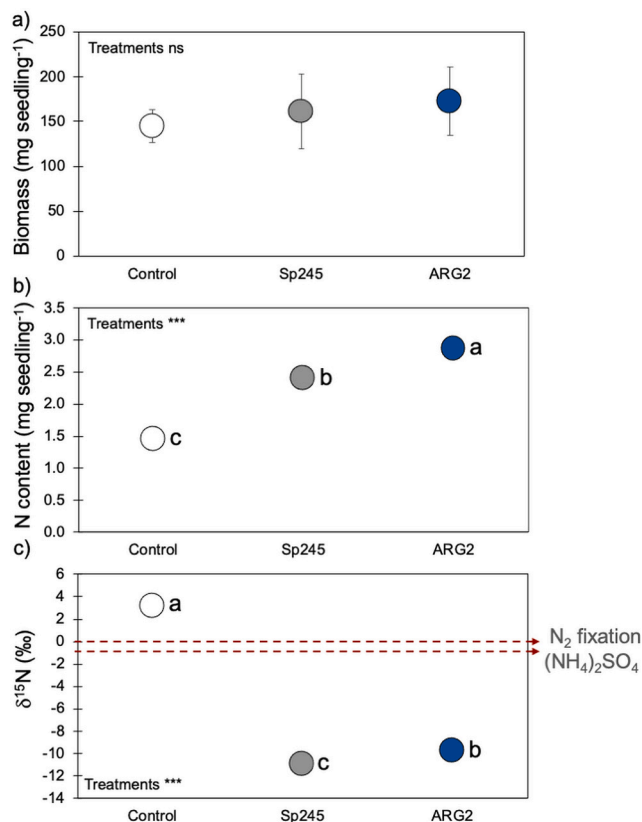 a)
250
200
150
100
50
0
Biomass (mg seedling⁻¹)
Treatments ns
Control Sp245 ARG2
b)
3.5
3.0
2.5
2.0
1.5
1.0
0.5
0.0
N content (mg seedling⁻¹)
Treatments ***
a
b
c
Control Sp245 ARG2
c)
6
4
2
0
-2
-4
-6
-8
-10
-12
-14
δ¹⁵N (‰)
a
N₂ fixation
(NH₄)₂SO₄
b
c
Treatments ***
Control Sp245 ARG2